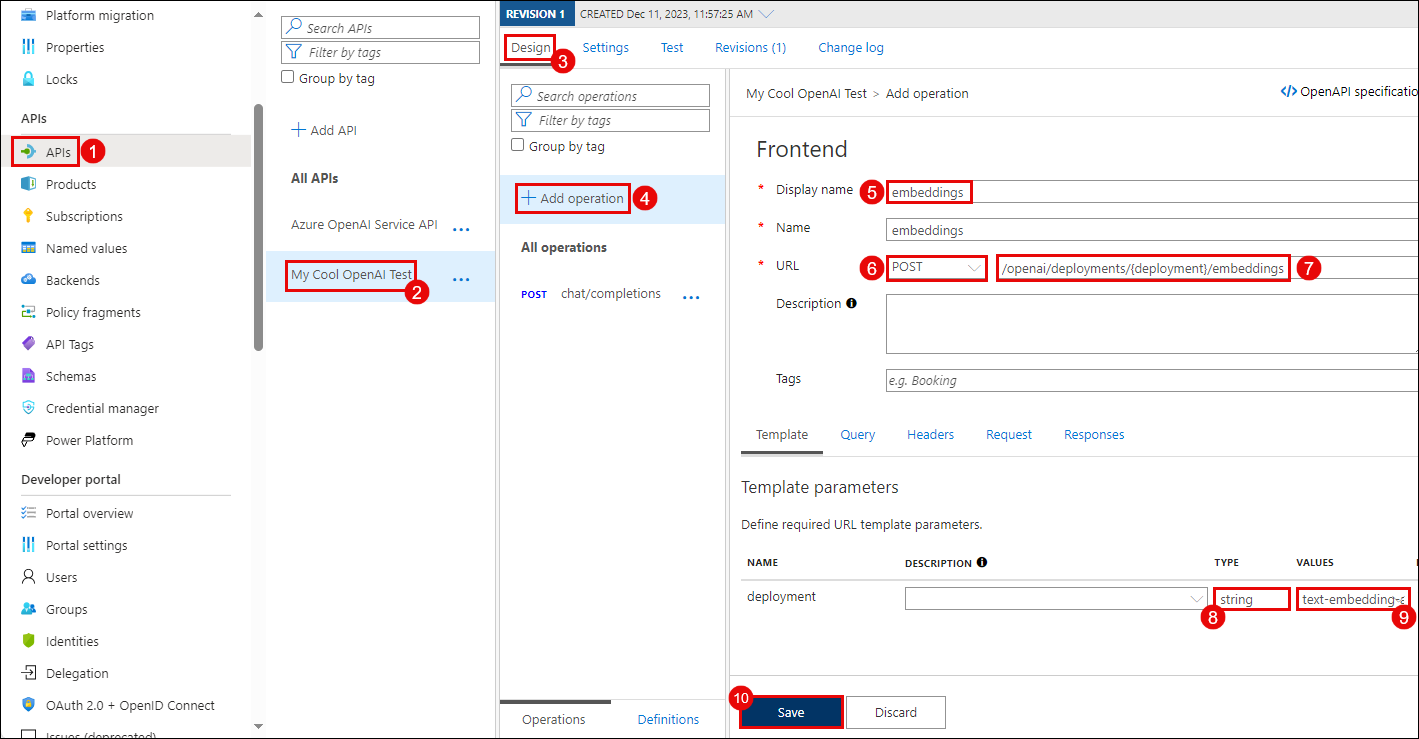 Platform migration
Properties
Locks
APIs
APIs
1
Products
Subscriptions
Named values
Backends
Policy fragments
API Tags
Schemas
Credential manager
Power Platform
Developer portal
Portal overview
Portal settings
Users
Groups
Identities
Delegation
OAuth 2.0 + OpenID Connect
Issues (deprecated)
Search APIs
Filter by tags
Group by tag
+ Add API
All APIs
Azure OpenAI Service API ...
My Cool OpenAI Test ...
2
REVISION 1 CREATED Dec 11, 2023, 11:57:25 AM
Design Settings Test Revisions (1) Change log
3
Search operations
Filter by tags
Group by tag
+ Add operation 4
All operations
POST chat/completions ...
Operations Definitions
My Cool OpenAI Test > Add operation
</> OpenAPI specificatio
Frontend
* Display name 5 embeddings
* Name embeddings
* URL 6 POST /openai/deployments/{deployment}/embeddings 7
Description
Tags e.g. Booking
Template Query Headers Request Responses
Template parameters
Define required URL template parameters.
NAME DESCRIPTION TYPE VALUES
deployment string text-embedding-a
8 9
10
Save Discard